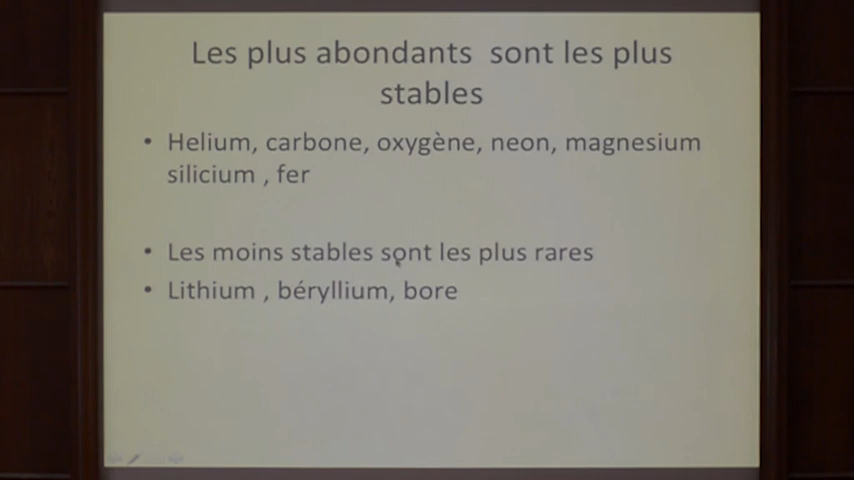 Les plus abondants sont les plus
stables
• Helium, carbone, oxygène, neon, magnesium
silicium , fer
• Les moins stables sont les plus rares
• Lithium , béryllium, bore